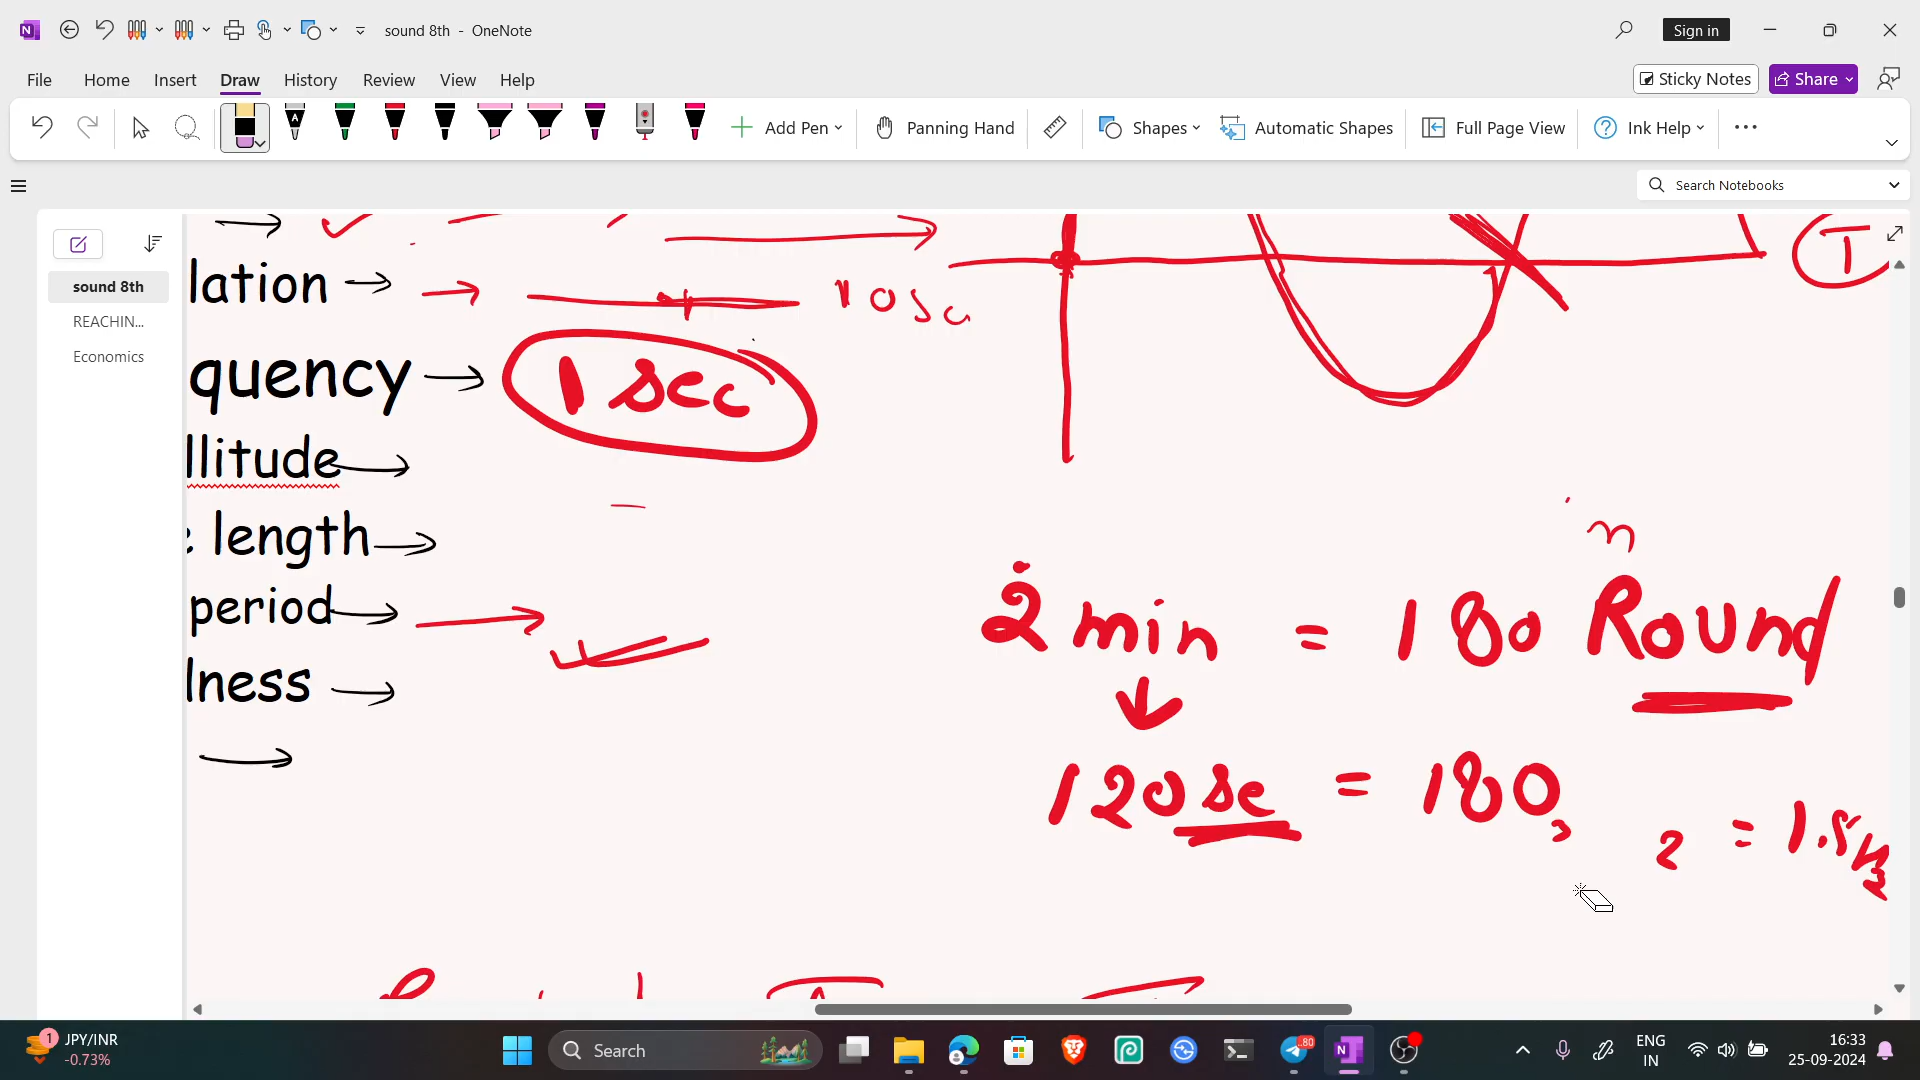 sound 8th - OneNote
Sign in
File Home Insert Draw History Review View Help
Sticky Notes Share
Add Pen Panning Hand Shapes Automatic Shapes Full Page View Ink Help
Search Notebooks
sound 8th
REACHIN...
Economics
lation
quency
1 sec
llitude
length
period
lness
T
n
2 min = 180 Round
120se = 180
2 = 1.5
JPY/INR
-0.73%
1
Search
80
ENG
IN
16:33
25-09-2024